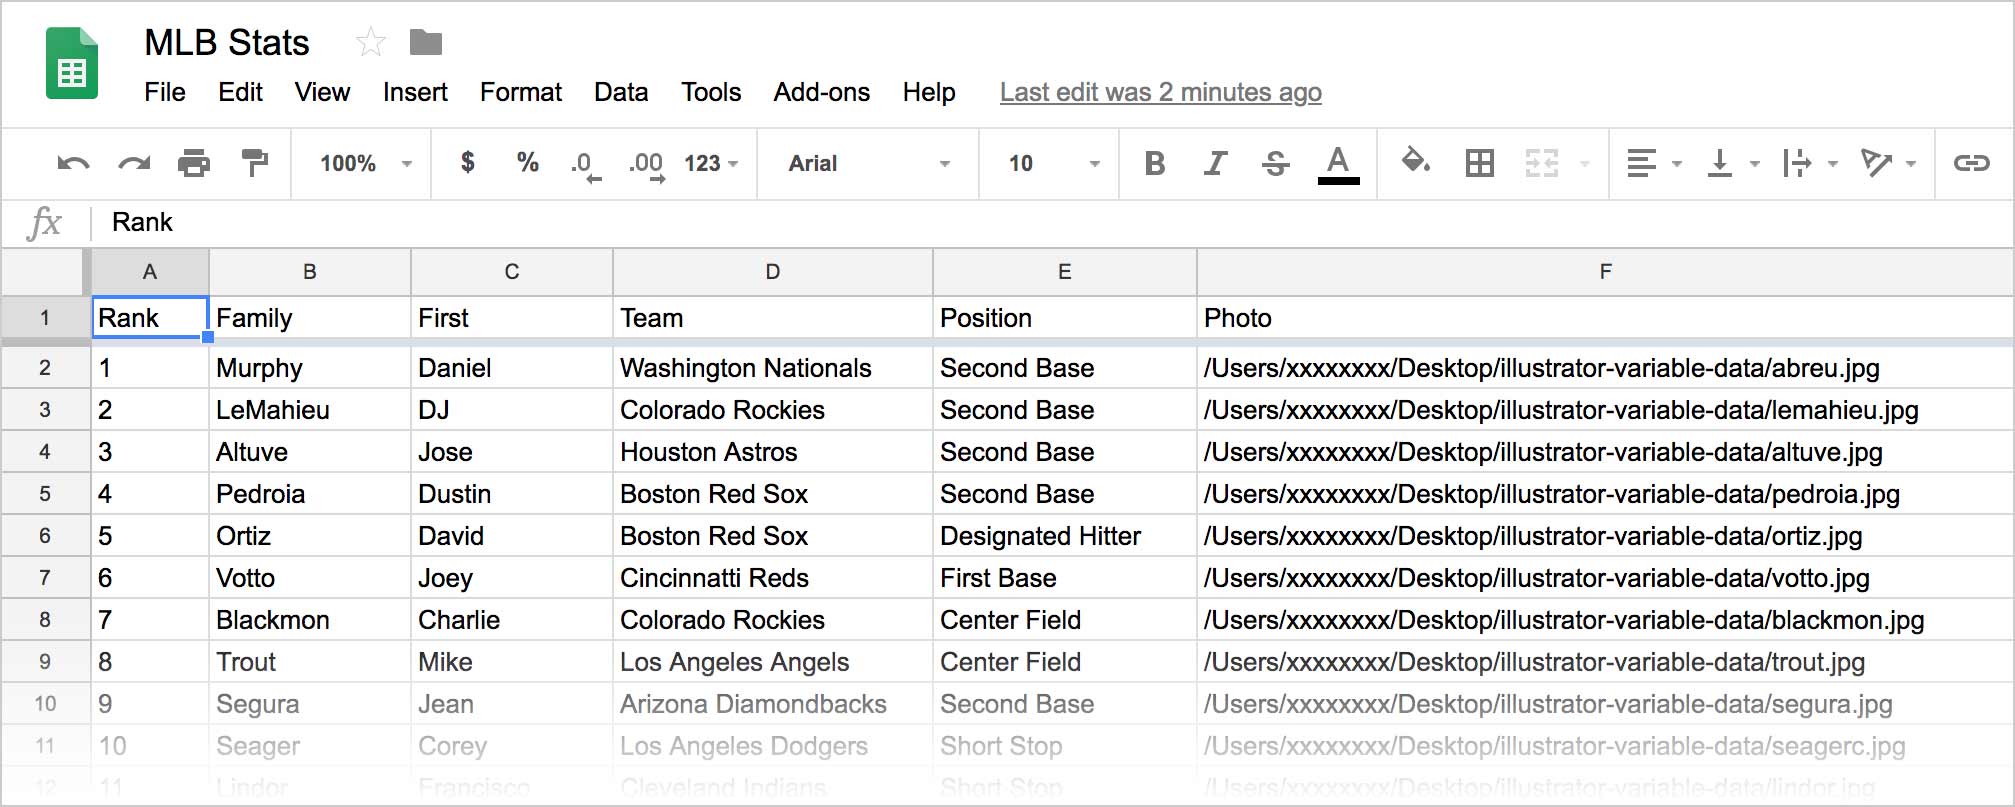 MLB Stats
File Edit View Insert Format Data Tools Add-ons Help Last edit was 2 minutes ago
100% $ % .0 .00 123 Arial 10 B I S A
fx Rank
A B C D E F
1 Rank Family First Team Position Photo
2 1 Murphy Daniel Washington Nationals Second Base /Users/xxxxxxxx/Desktop/illustrator-variable-data/abreu.jpg
3 2 LeMahieu DJ Colorado Rockies Second Base /Users/xxxxxxxx/Desktop/illustrator-variable-data/lemahieu.jpg
4 3 Altuve Jose Houston Astros Second Base /Users/xxxxxxxx/Desktop/illustrator-variable-data/altuve.jpg
5 4 Pedroia Dustin Boston Red Sox Second Base /Users/xxxxxxxx/Desktop/illustrator-variable-data/pedroia.jpg
6 5 Ortiz David Boston Red Sox Designated Hitter /Users/xxxxxxxx/Desktop/illustrator-variable-data/ortiz.jpg
7 6 Votto Joey Cincinnatti Reds First Base /Users/xxxxxxxx/Desktop/illustrator-variable-data/votto.jpg
8 7 Blackmon Charlie Colorado Rockies Center Field /Users/xxxxxxxx/Desktop/illustrator-variable-data/blackmon.jpg
9 8 Trout Mike Los Angeles Angels Center Field /Users/xxxxxxxx/Desktop/illustrator-variable-data/trout.jpg
10 9 Segura Jean Arizona Diamondbacks Second Base /Users/xxxxxxxx/Desktop/illustrator-variable-data/segura.jpg
11 10 Seager Corey Los Angeles Dodgers Short Stop /Users/xxxxxxxx/Desktop/illustrator-variable-data/seagerc.jpg
12 11 Lindor Francisco Cleveland Indians Short Stop /Users/xxxxxxxx/Desktop/illustrator-variable-data/lindor.jpg